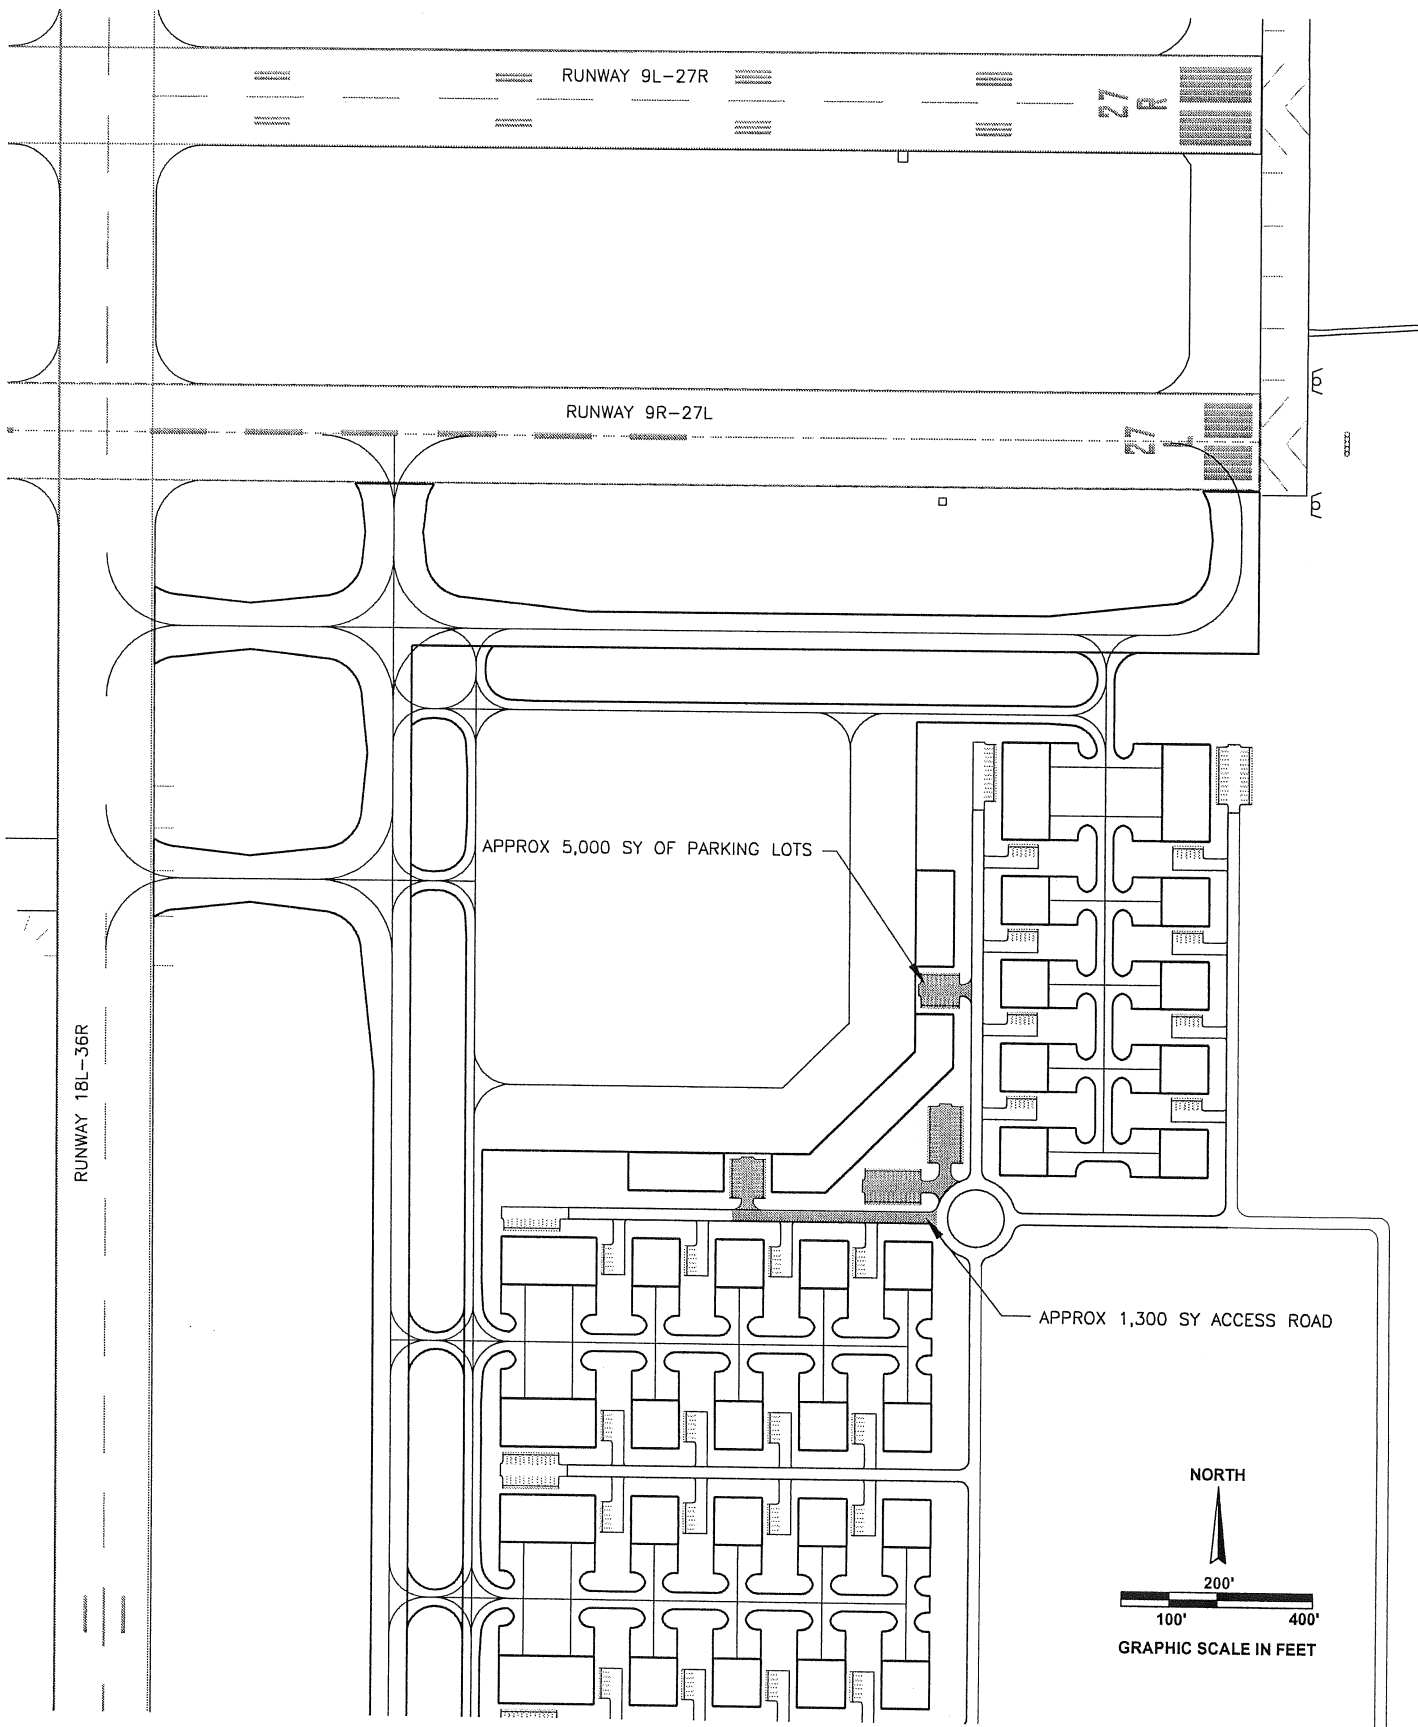 RUNWAY 9L-27R
27
R
RUNWAY 9R-27L
27
L
APPROX 5,000 SY OF PARKING LOTS
RUNWAY 18L-36R
APPROX 1,300 SY ACCESS ROAD
NORTH
200'
100'
400'
GRAPHIC SCALE IN FEET